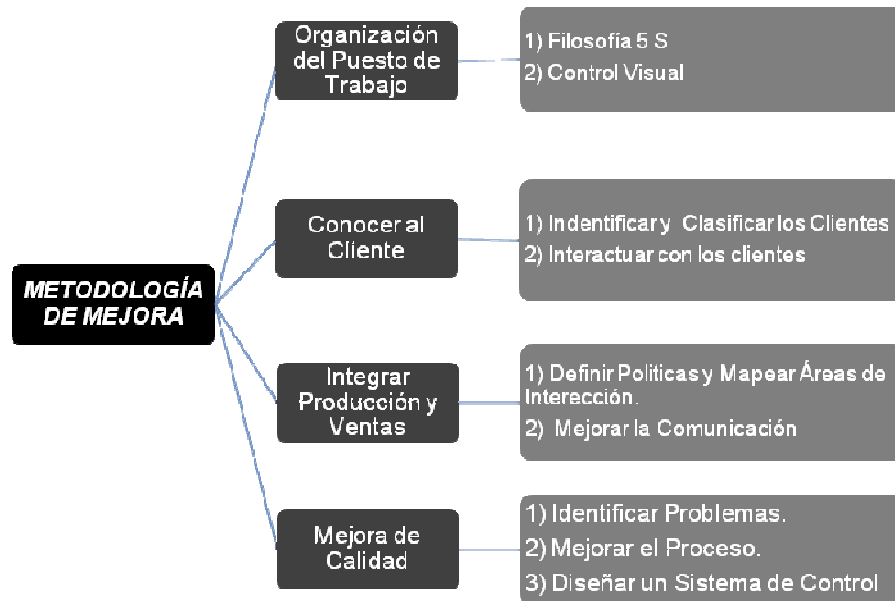 METODOLOGÍA
DE MEJORA
Organización
del Puesto de
Trabajo
1) Filosofía 5 S
2) Control Visual
Conocer al
Cliente
1) Indentificar y Clasificar los Clientes
2) Interactuar con los clientes
Integrar
Producción y
Ventas
1) Definir Politicas y Mapear Áreas de
Interección.
2) Mejorar la Comunicación
Mejora de
Calidad
1) Identificar Problemas.
2) Mejorar el Proceso.
3) Diseñar un Sistema de Control